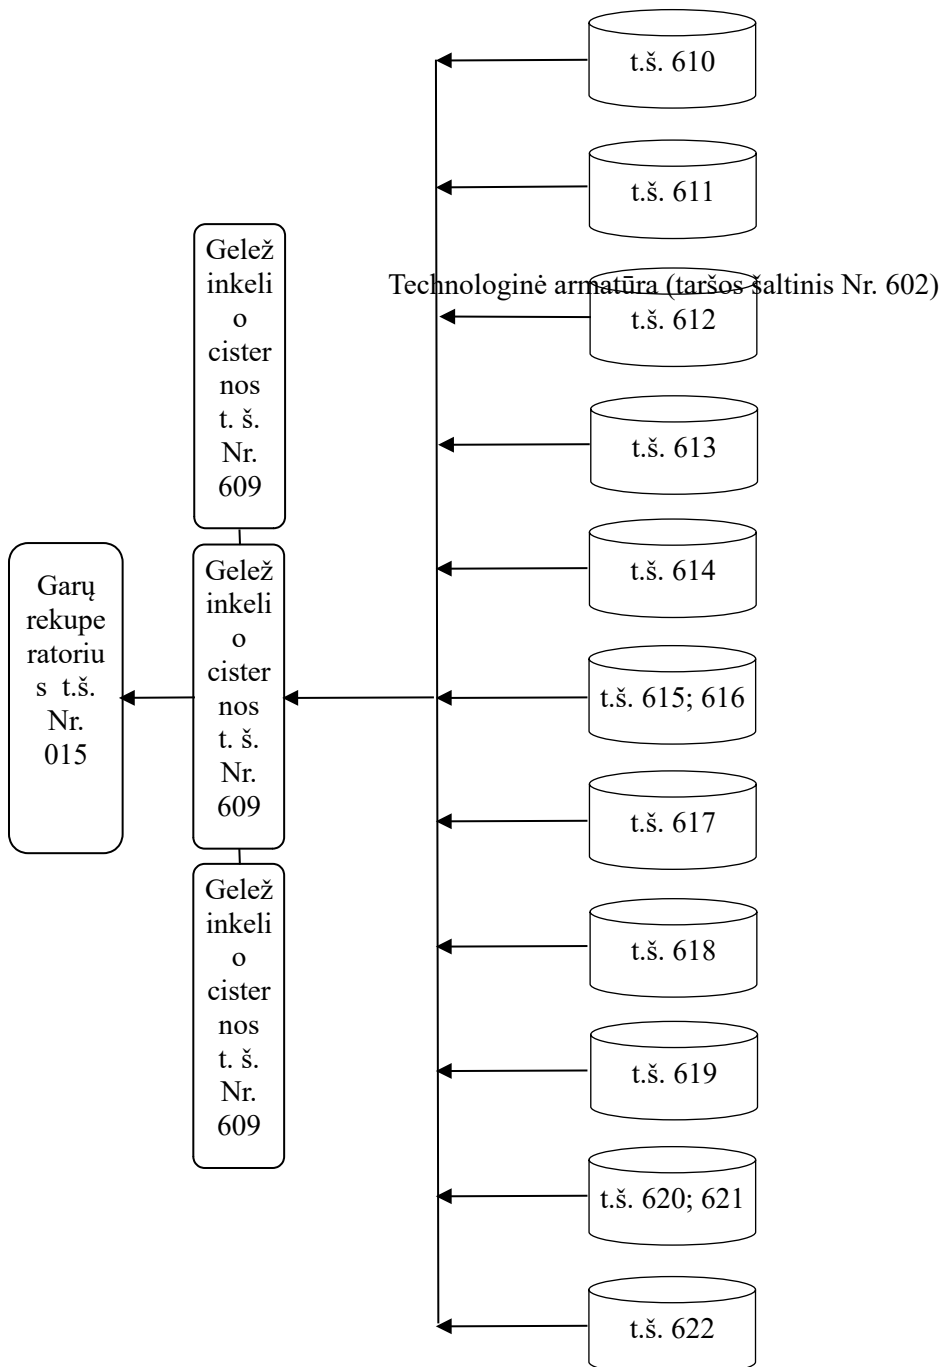 t.š. 610
t.š. 611
Technologinė armatūra (taršos šaltinis Nr. 602)
t.š. 612
t.š. 613
t.š. 614
t.š. 615; 616
t.š. 617
t.š. 618
t.š. 619
t.š. 620; 621
t.š. 622
Gelež
inkeli
o
cister
nos
t. š.
Nr.
609
Gelež
inkeli
o
cister
nos
t. š.
Nr.
609
Gelež
inkeli
o
cister
nos
t. š.
Nr.
609
Garų
rekupe
ratoriu
s t.š.
Nr.
015